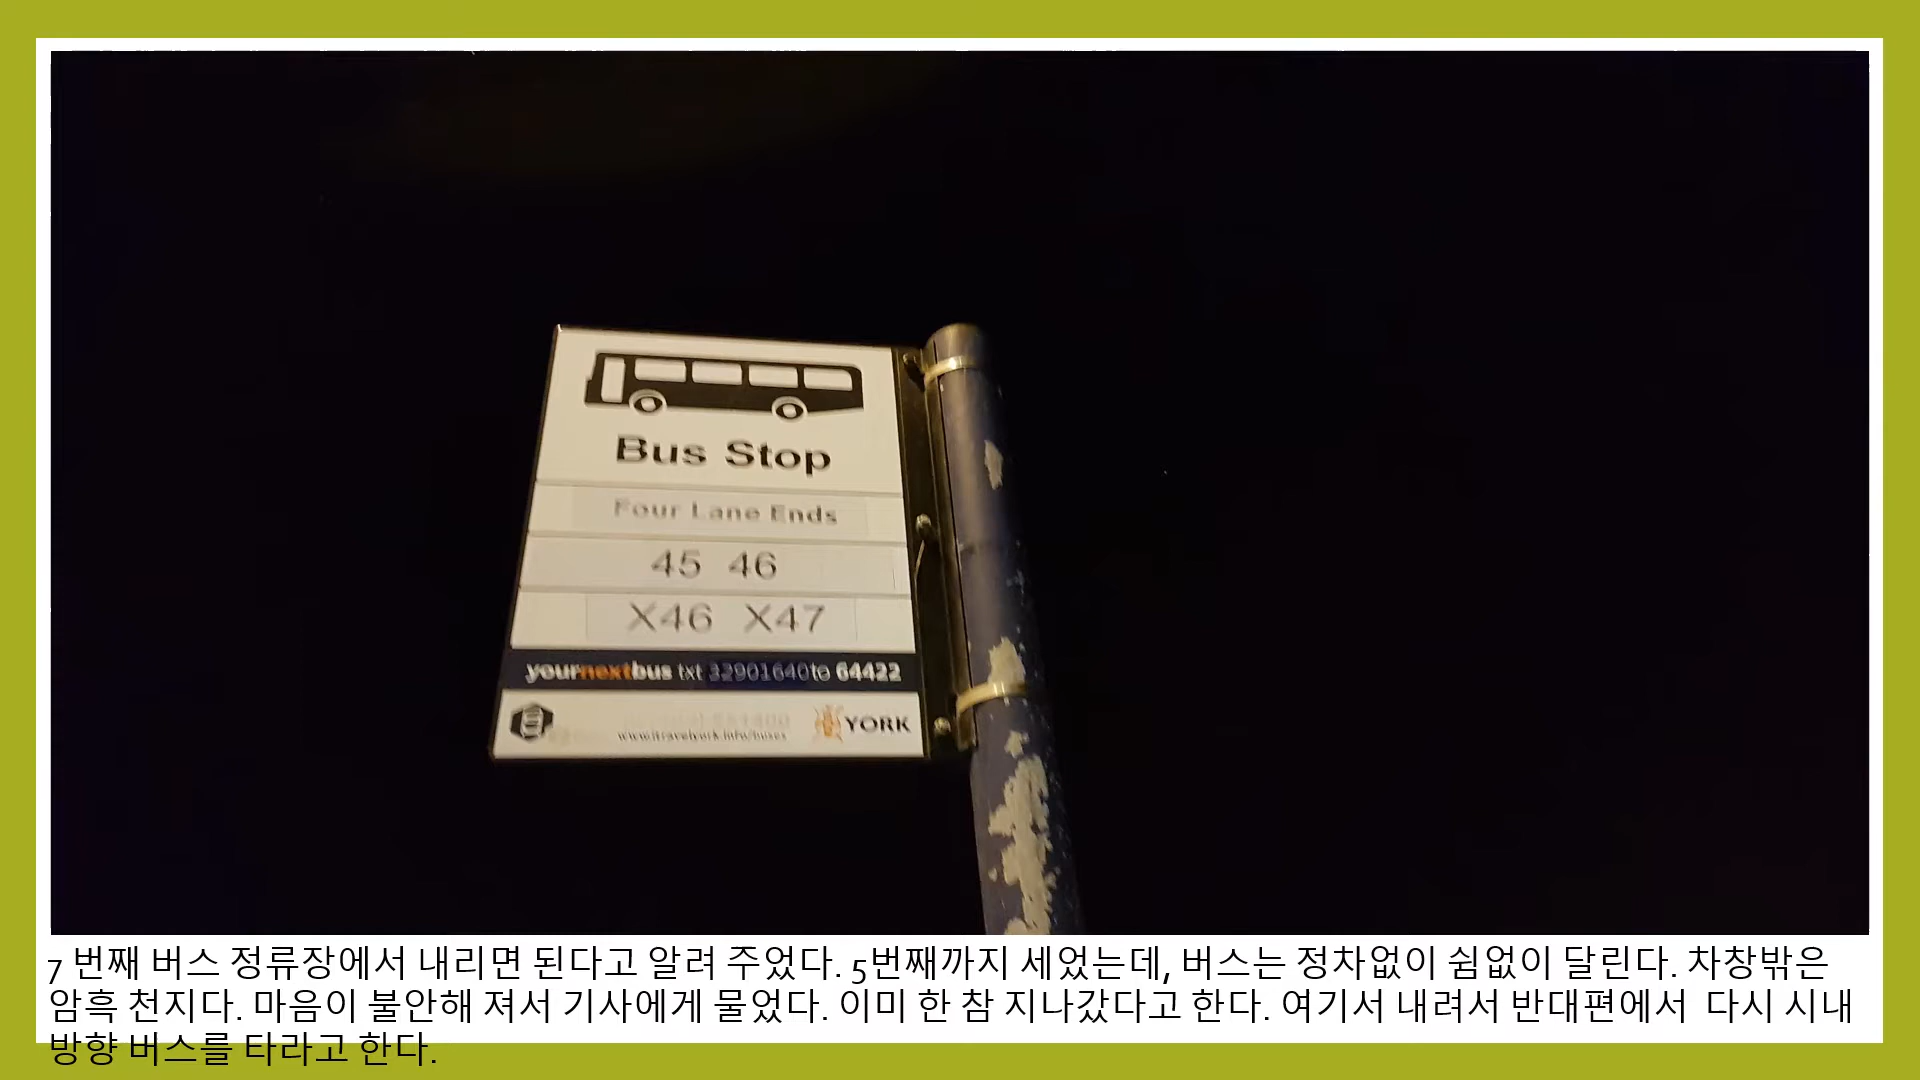 Bus Stop
Four Lane Ends
45 46
X46 X47
yournextbus txt 32901640to 64422
www.itravelyork.info/buses
YORK
7 번째 버스 정류장에서 내리면 된다고 알려 주었다. 5번째까지 세었는데, 버스는 정차없이 쉼없이 달린다. 차창밖은
암흑 천지다. 마음이 불안해 져서 기사에게 물었다. 이미 한 참 지나갔다고 한다. 여기서 내려서 반대편에서 다시 시내
방향 버스를 타라고 한다.